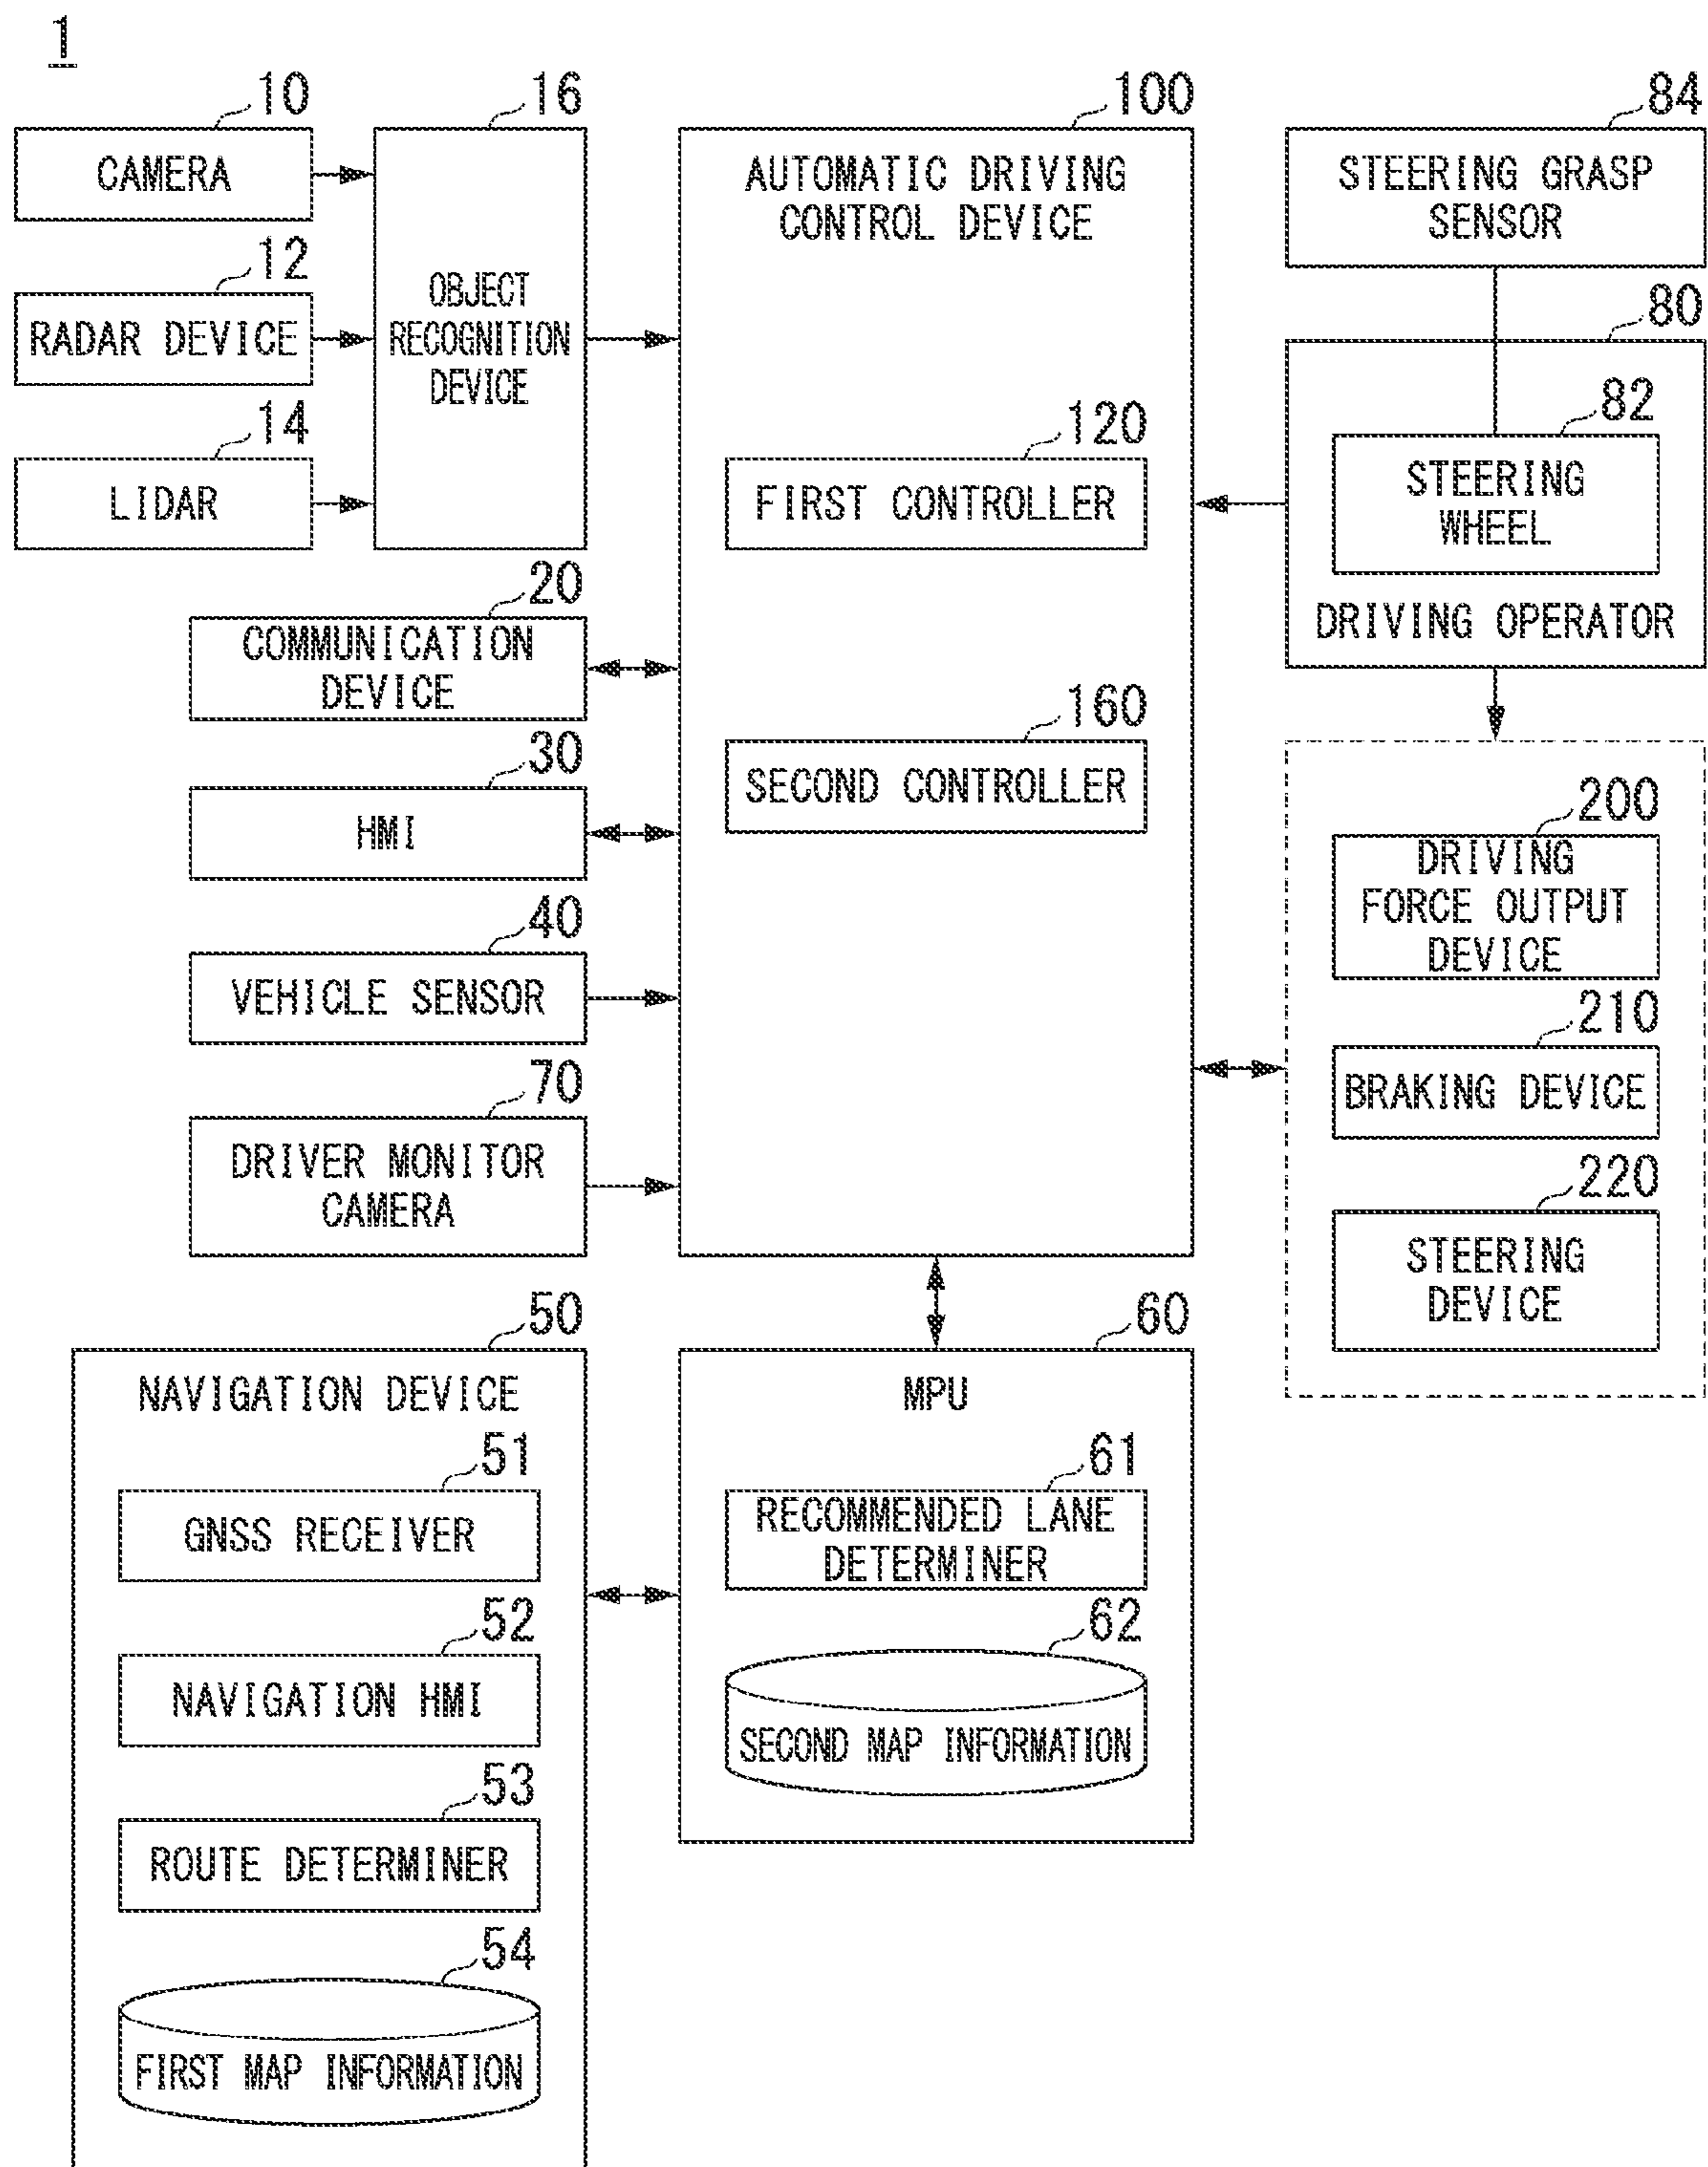 1
10
CAMERA
12
RADAR DEVICE
14
LIDAR
16
OBJECT
RECOGNITION
DEVICE
20
COMMUNICATION
DEVICE
30
HMI
40
VEHICLE SENSOR
70
DRIVER MONITOR
CAMERA
100
AUTOMATIC DRIVING
CONTROL DEVICE
120
FIRST CONTROLLER
160
SECOND CONTROLLER
84
STEERING GRASP
SENSOR
80
82
STEERING
WHEEL
DRIVING OPERATOR
200
DRIVING
FORCE OUTPUT
DEVICE
210
BRAKING DEVICE
220
STEERING
DEVICE
50
NAVIGATION DEVICE
51
GNSS RECEIVER
52
NAVIGATION HMI
53
ROUTE DETERMINER
54
FIRST MAP INFORMATION
60
MPU
61
RECOMMENDED LANE
DETERMINER
62
SECOND MAP INFORMATION